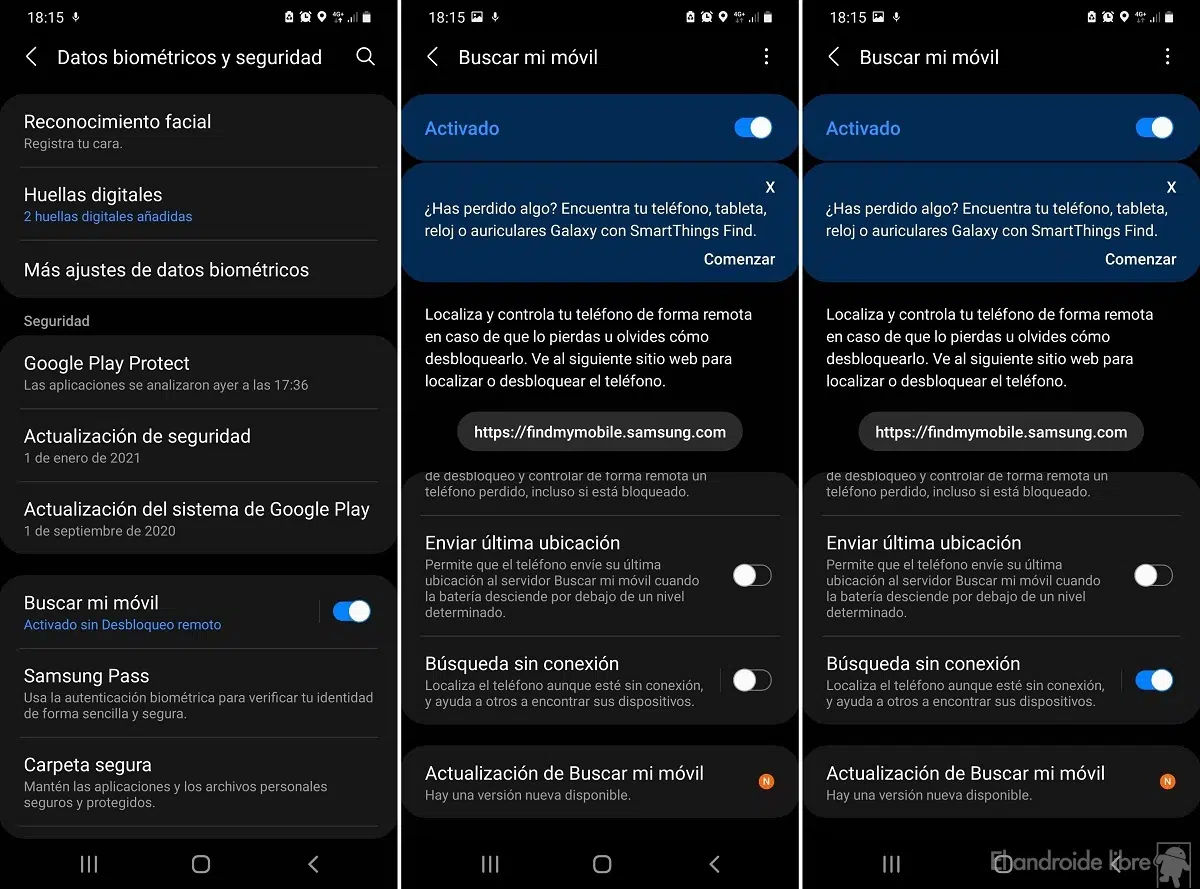 18:15
4G+
Datos biométricos y seguridad
Reconocimiento facial
Registra tu cara.
Huellas digitales
2 huellas digitales añadidas
Más ajustes de datos biométricos
Seguridad
Google Play Protect
Las aplicaciones se analizaron ayer a las 17:36
Actualización de seguridad
1 de enero de 2021
Actualización del sistema de Google Play
1 de septiembre de 2020
Buscar mi móvil
Activado sin Desbloqueo remoto
Samsung Pass
Usa la autenticación biométrica para verificar tu identidad
de forma sencilla y segura.
Carpeta segura
Mantén las aplicaciones y los archivos personales
seguros y protegidos.
18:15
4G+
Buscar mi móvil
Activado
X
¿Has perdido algo? Encuentra tu teléfono, tableta,
reloj o auriculares Galaxy con SmartThings Find.
Comenzar
Localiza y controla tu teléfono de forma remota
en caso de que lo pierdas u olvides cómo
desbloquearlo. Ve al siguiente sitio web para
localizar o desbloquear el teléfono.
https://findmymobile.samsung.com
de desbloqueo y controlar de forma remota un
teléfono perdido, incluso si está bloqueado.
Enviar última ubicación
Permite que el teléfono envíe su última
ubicación al servidor Buscar mi móvil cuando
la batería desciende por debajo de un nivel
determinado.
Búsqueda sin conexión
Localiza el teléfono aunque esté sin conexión,
y ayuda a otros a encontrar sus dispositivos.
Actualización de Buscar mi móvil
N
Hay una versión nueva disponible.
18:15
4G+
Buscar mi móvil
Activado
X
¿Has perdido algo? Encuentra tu teléfono, tableta,
reloj o auriculares Galaxy con SmartThings Find.
Comenzar
Localiza y controla tu teléfono de forma remota
en caso de que lo pierdas u olvides cómo
desbloquearlo. Ve al siguiente sitio web para
localizar o desbloquear el teléfono.
https://findmymobile.samsung.com
de desbloqueo y controlar de forma remota un
teléfono perdido, incluso si está bloqueado.
Enviar última ubicación
Permite que el teléfono envíe su última
ubicación al servidor Buscar mi móvil cuando
la batería desciende por debajo de un nivel
determinado.
Búsqueda sin conexión
Localiza el teléfono aunque esté sin conexión,
y ayuda a otros a encontrar sus dispositivos.
Actualización de Buscar mi móvil
N
Hay una versión nueva disponible.
El androide libre